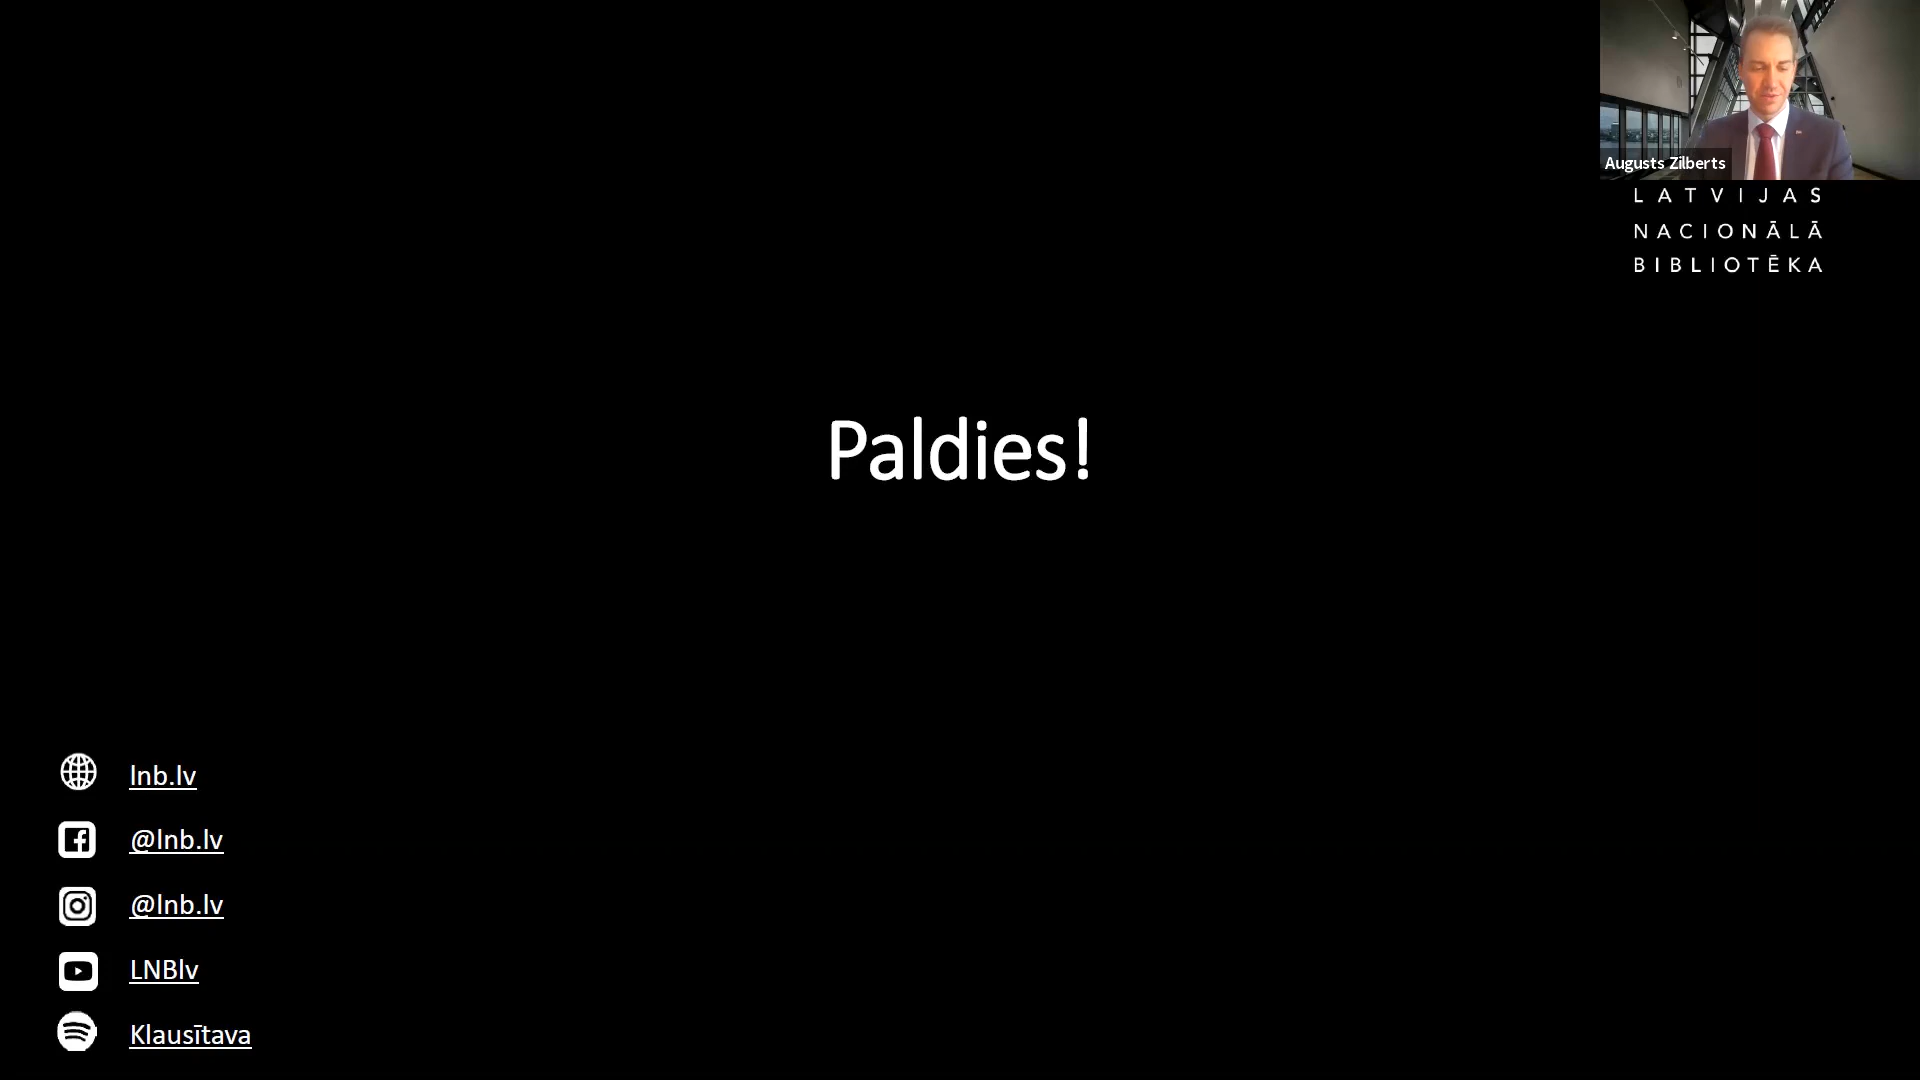 Augusts Zilberts
LATVIJAS
NACIONĀLĀ
BIBLIOTĒKA
Paldies!
lnb.lv
@lnb.lv
@lnb.lv
LNBlv
Klausītava